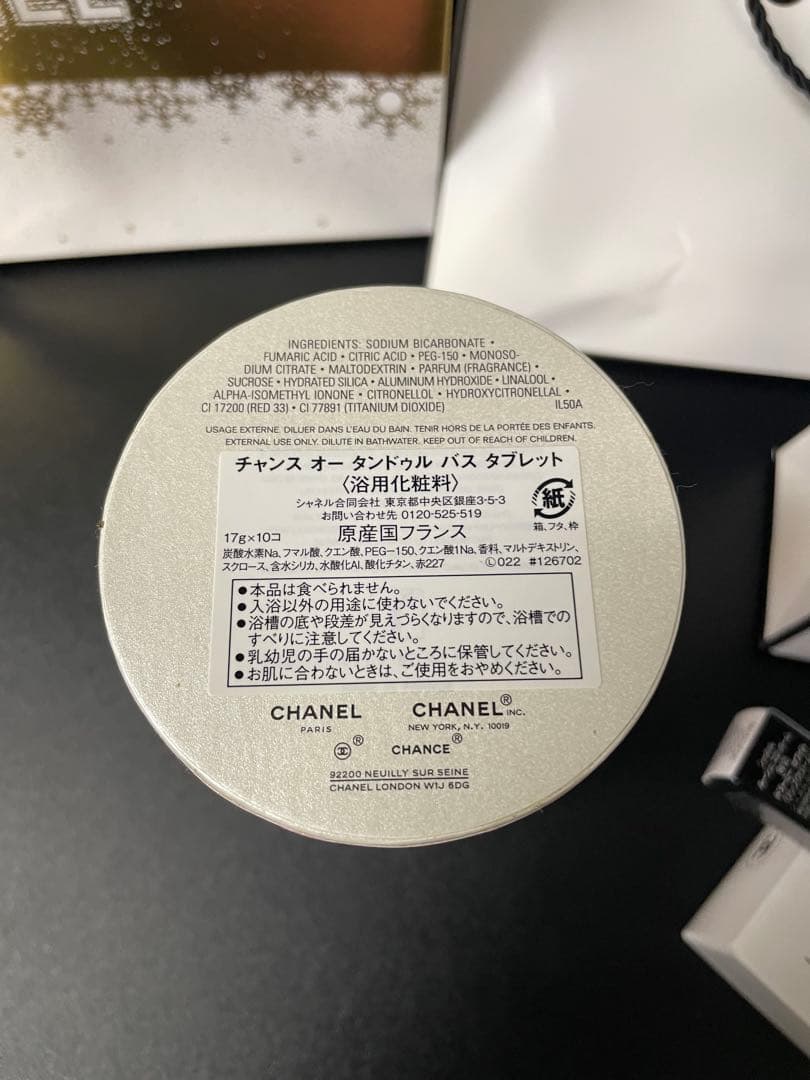 INGREDIENTS: SODIUM BICARBONATE •
FUMARIC ACID • CITRIC ACID • PEG-150 • MONOSO-
DIUM CITRATE • MALTODEXTRIN • PARFUM (FRAGRANCE) •
SUCROSE • HYDRATED SILICA • ALUMINUM HYDROXIDE • LINALOOL •
ALPHA-ISOMETHYL IONONE • CITRONELLOL • HYDROXYCITRONELLAL •
CI 17200 (RED 33) • CI 77891 (TITANIUM DIOXIDE) IL50A
USAGE EXTERNE. DILUER DANS L'EAU DU BAIN. TENIR HORS DE LA PORTÉE DES ENFANTS.
EXTERNAL USE ONLY. DILUTE IN BATHWATER. KEEP OUT OF REACH OF CHILDREN.
チャンス オー タンドゥル バス タブレット
〈浴用化粧料〉
シャネル合同会社 東京都中央区銀座3-5-3
お問い合わせ先 0120-525-519
紙
箱、フタ、枠
17g×10コ 原産国フランス
炭酸水素Na、フマル酸、クエン酸、PEG-150、クエン酸1Na、香料、マルトデキストリン、
スクロース、含水シリカ、水酸化Al、酸化チタン、赤227 Ⓛ022 #126702
●本品は食べられません。
●入浴以外の用途に使わないでください。
●浴槽の底や段差が見えづらくなりますので、浴槽での
すべりに注意してください。
●乳幼児の手の届かないところに保管してください。
●お肌に合わないときは、ご使用をおやめください。
CHANEL CHANEL® INC.
PARIS NEW YORK, N.Y. 10019
® CHANCE®
92200 NEUILLY SUR SEINE
CHANEL LONDON W1J 6DG